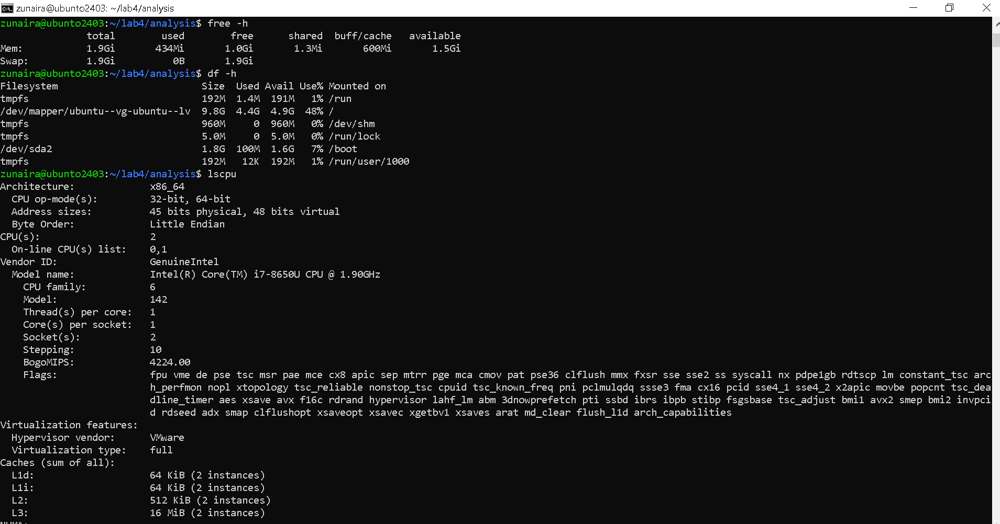 zunaira@ubunto2403: ~/lab4/analysis
zunaira@ubunto2403:~/lab4/analysis$ free -h
               total        used        free      shared  buff/cache   available
Mem:           1.9Gi       434Mi       1.0Gi       1.3Mi       600Mi       1.5Gi
Swap:          1.9Gi          0B       1.9Gi
zunaira@ubunto2403:~/lab4/analysis$ df -h
Filesystem                         Size  Used Avail Use% Mounted on
tmpfs                              192M  1.4M  191M   1% /run
/dev/mapper/ubuntu--vg-ubuntu--lv  9.8G  4.4G  4.9G  48% /
tmpfs                              960M     0  960M   0% /dev/shm
tmpfs                              5.0M     0  5.0M   0% /run/lock
/dev/sda2                          1.8G  100M  1.6G   7% /boot
tmpfs                              192M   12K  192M   1% /run/user/1000
zunaira@ubunto2403:~/lab4/analysis$ lscpu
Architecture:             x86_64
  CPU op-mode(s):         32-bit, 64-bit
  Address sizes:          45 bits physical, 48 bits virtual
  Byte Order:             Little Endian
CPU(s):                   2
  On-line CPU(s) list:    0,1
Vendor ID:                GenuineIntel
  Model name:             Intel(R) Core(TM) i7-8650U CPU @ 1.90GHz
    CPU family:           6
    Model:                142
    Thread(s) per core:   1
    Core(s) per socket:   1
    Socket(s):            2
    Stepping:             10
    BogoMIPS:             4224.00
    Flags:                fpu vme de pse tsc msr pae mce cx8 apic sep mtrr pge mca cmov pat pse36 clflush mmx fxsr sse sse2 ss syscall nx pdpe1gb rdtscp lm constant_tsc arc
                          h_perfmon nopl xtopology tsc_reliable nonstop_tsc cpuid tsc_known_freq pni pclmulqdq ssse3 fma cx16 pcid sse4_1 sse4_2 x2apic movbe popcnt tsc_dea
                          dline_timer aes xsave avx f16c rdrand hypervisor lahf_lm abm 3dnowprefetch pti ssbd ibrs ibpb stibp fsgsbase tsc_adjust bmi1 avx2 smep bmi2 invpci
                          d rdseed adx smap clflushopt xsaveopt xsavec xgetbv1 xsaves arat md_clear flush_l1d arch_capabilities
Virtualization features:
  Hypervisor vendor:      VMware
  Virtualization type:    full
Caches (sum of all):
  L1d:                    64 KiB (2 instances)
  L1i:                    64 KiB (2 instances)
  L2:                     512 KiB (2 instances)
  L3:                     16 MiB (2 instances)
NUMA: